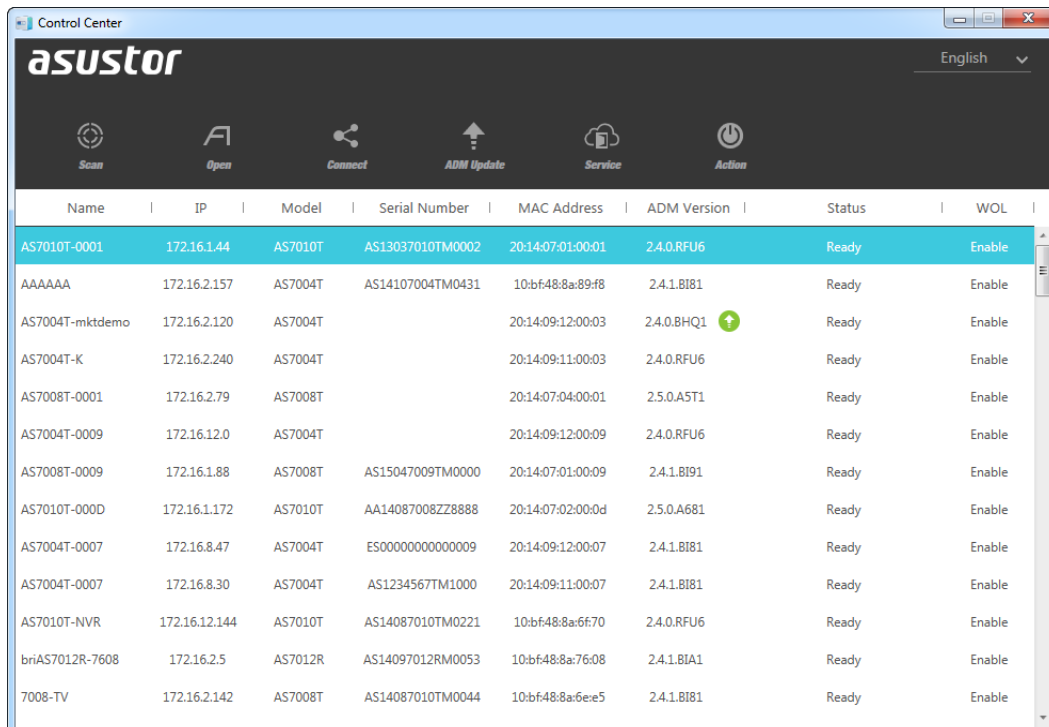 Control Center
asustor
English
Scan Open Connect ADM Update Service Action
Name IP Model Serial Number MAC Address ADM Version Status WOL
AS7010T-0001 172.16.1.44 AS7010T AS13037010TM0002 20:14:07:01:00:01 2.4.0.RFU6 Ready Enable
AAAAAA 172.16.2.157 AS7004T AS14107004TM0431 10:bf:48:8a:89:f8 2.4.1.BI81 Ready Enable
AS7004T-mktdemo 172.16.2.120 AS7004T 20:14:09:12:00:03 2.4.0.BHQ1 Ready Enable
AS7004T-K 172.16.2.240 AS7004T 20:14:09:11:00:03 2.4.0.RFU6 Ready Enable
AS7008T-0001 172.16.2.79 AS7008T 20:14:07:04:00:01 2.5.0.A5T1 Ready Enable
AS7004T-0009 172.16.12.0 AS7004T 20:14:09:12:00:09 2.4.0.RFU6 Ready Enable
AS7008T-0009 172.16.1.88 AS7008T AS15047009TM0000 20:14:07:01:00:09 2.4.1.BI91 Ready Enable
AS7010T-000D 172.16.1.172 AS7010T AA14087008ZZ8888 20:14:07:02:00:0d 2.5.0.A681 Ready Enable
AS7004T-0007 172.16.8.47 AS7004T ES00000000000009 20:14:09:12:00:07 2.4.1.BI81 Ready Enable
AS7004T-0007 172.16.8.30 AS7004T AS1234567TM1000 20:14:09:11:00:07 2.4.1.BI81 Ready Enable
AS7010T-NVR 172.16.12.144 AS7010T AS14087010TM0221 10:bf:48:8a:6f:70 2.4.0.RFU6 Ready Enable
briAS7012R-7608 172.16.2.5 AS7012R AS14097012RM0053 10:bf:48:8a:76:08 2.4.1.BIA1 Ready Enable
7008-TV 172.16.2.142 AS7008T AS14087010TM0044 10:bf:48:8a:6e:e5 2.4.1.BI81 Ready Enable